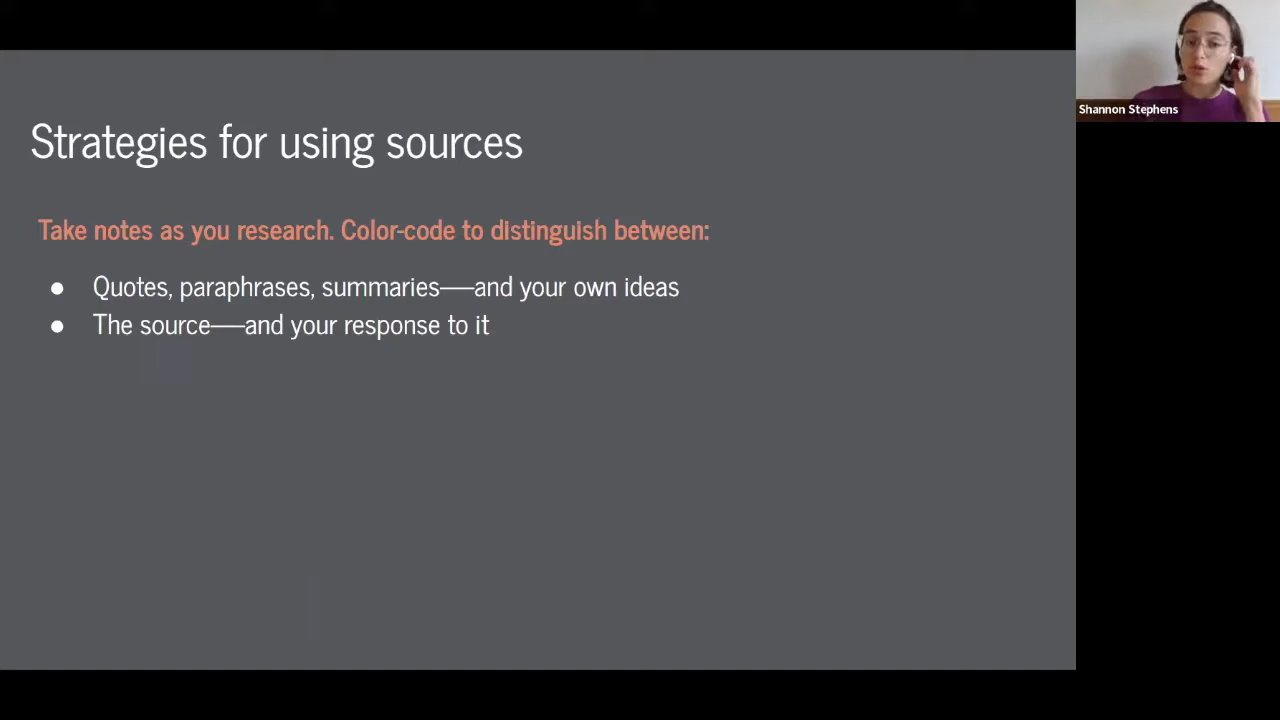 Strategies for using sources
Take notes as you research. Color-code to distinguish between:
● Quotes, paraphrases, summaries—–and your own ideas
● The source—–and your response to it
Shannon Stephens